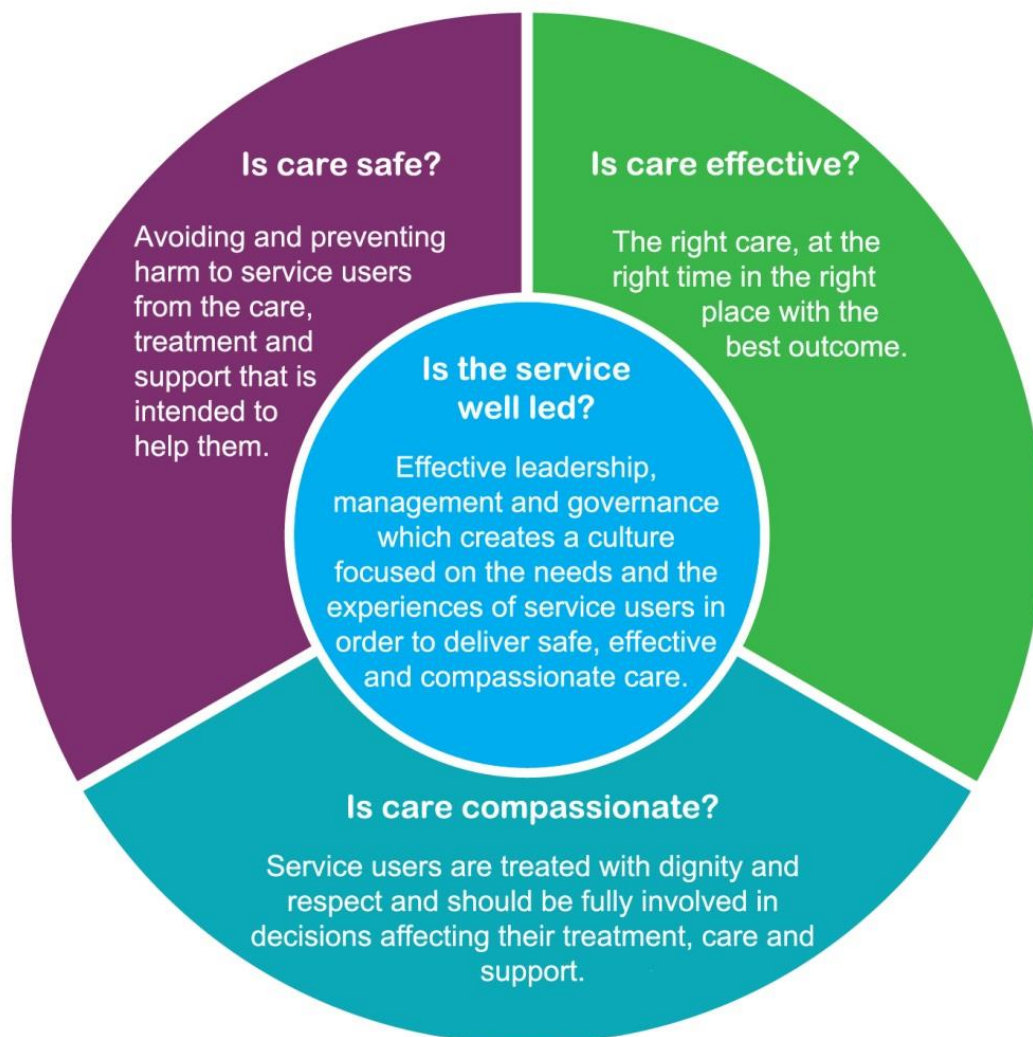 Is care safe?
Avoiding and preventing
harm to service users
from the care,
treatment and
support that is
intended to
help them.
Is care effective?
The right care, at the
right time in the right
place with the
best outcome.
Is the service
well led?
Effective leadership,
management and governance
which creates a culture
focused on the needs and the
experiences of service users in
order to deliver safe, effective
and compassionate care.
Is care compassionate?
Service users are treated with dignity and
respect and should be fully involved in
decisions affecting their treatment, care and
support.